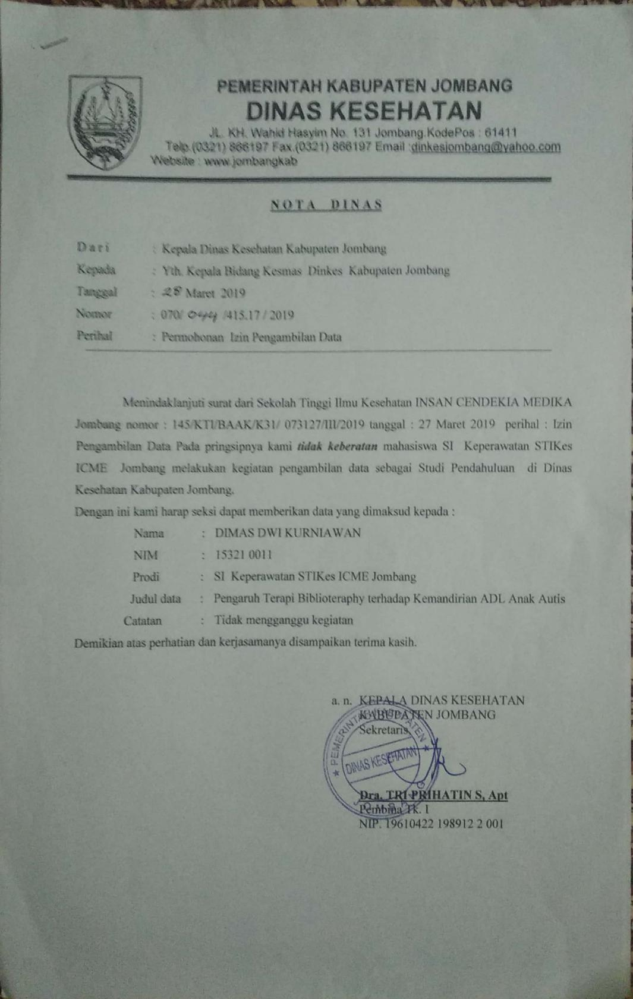 PEMERINTAH KABUPATEN JOMBANG
DINAS KESEHATAN
JL. KH. Wahid Hasyim No. 131 Jombang.KodePos : 61411
Telp.(0321) 866197 Fax.(0321) 866197 Email :dinkesjombang@yahoo.com
Website : www.jombangkab
NOTA DINAS
Dari : Kepala Dinas Kesehatan Kabupaten Jombang
Kepada : Yth. Kepala Bidang Kesmas Dinkes Kabupaten Jombang
Tanggal : 28 Maret 2019
Nomor : 070/ 044 /415.17 / 2019
Perihal : Permohonan Izin Pengambilan Data
Menindaklanjuti surat dari Sekolah Tinggi Ilmu Kesehatan INSAN CENDEKIA MEDIKA
Jombang nomor : 145/KTI/BAAK/K31/ 073127/III/2019 tanggal : 27 Maret 2019 perihal : Izin
Pengambilan Data Pada pringsipnya kami tidak keberatan mahasiswa SI Keperawatan STIKes
ICME Jombang melakukan kegiatan pengambilan data sebagai Studi Pendahuluan di Dinas
Kesehatan Kabupaten Jombang.
Dengan ini kami harap seksi dapat memberikan data yang dimaksud kepada :
Nama : DIMAS DWI KURNIAWAN
NIM : 15321 0011
Prodi : SI Keperawatan STIKes ICME Jombang
Judul data : Pengaruh Terapi Biblioteraphy terhadap Kemandirian ADL Anak Autis
Catatan : Tidak mengganggu kegiatan
Demikian atas perhatian dan kerjasamanya disampaikan terima kasih.
a. n. KEPALA DINAS KESEHATAN
KABUPATEN JOMBANG
Sekretaris,
PEMERINTAH KABUPATEN
DINAS KESEHATAN
JOMBANG
Dra. TRI PRIHATIN S, Apt
Pembina Tk. I
NIP. 19610422 198912 2 001